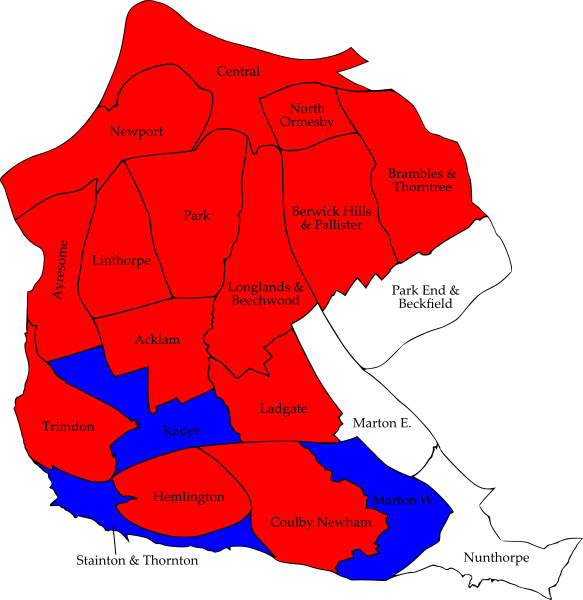 Central
North
Ormesby
Newport
Brambles &
Thorntree
Park
Berwick Hills
& Pallister
Ayresome
Linthorpe
Longlands &
Beechwood
Park End &
Beckfield
Acklam
Ladgate
Marton E.
Trimdon
Kader
Hemlington
Marton W.
Coulby Newham
Stainton & Thornton
Nunthorpe